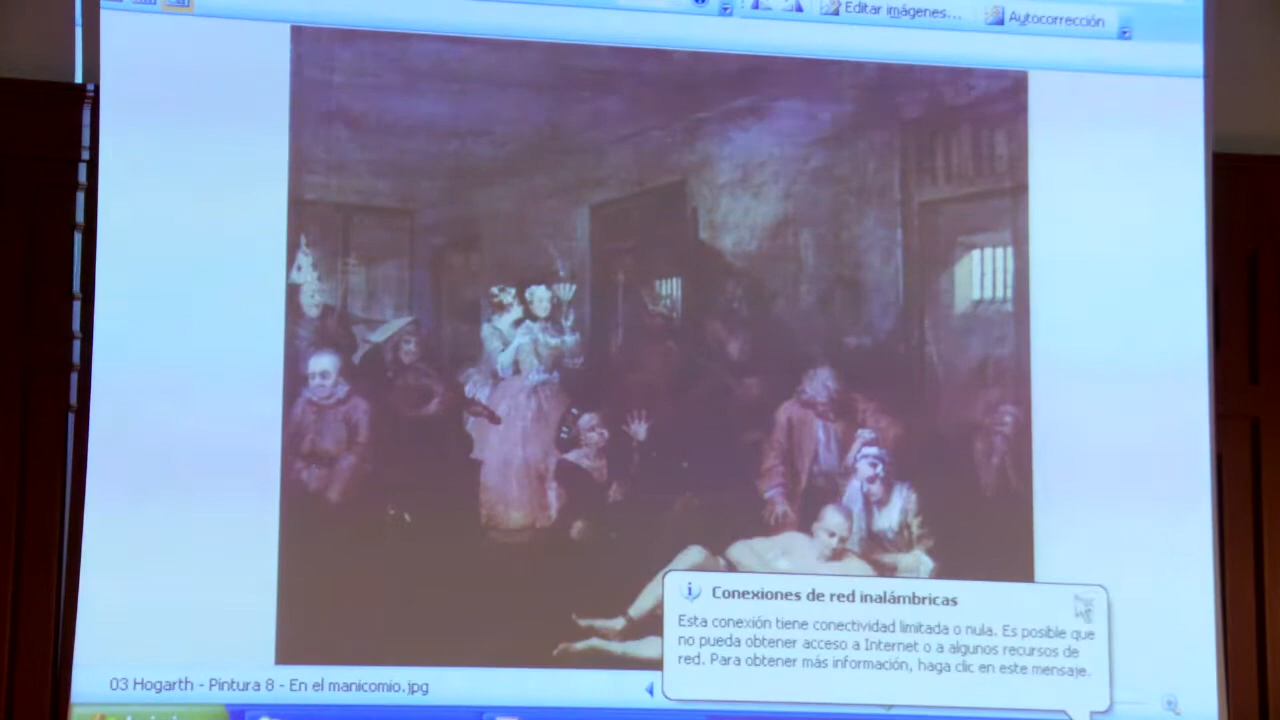 Editar imágenes...
Autocorrección
Conexiones de red inalámbricas
Esta conexión tiene conectividad limitada o nula. Es posible que
no pueda obtener acceso a Internet o a algunos recursos de
red. Para obtener más información, haga clic en este mensaje.
03 Hogarth - Pintura 8 - En el manicomio.jpg